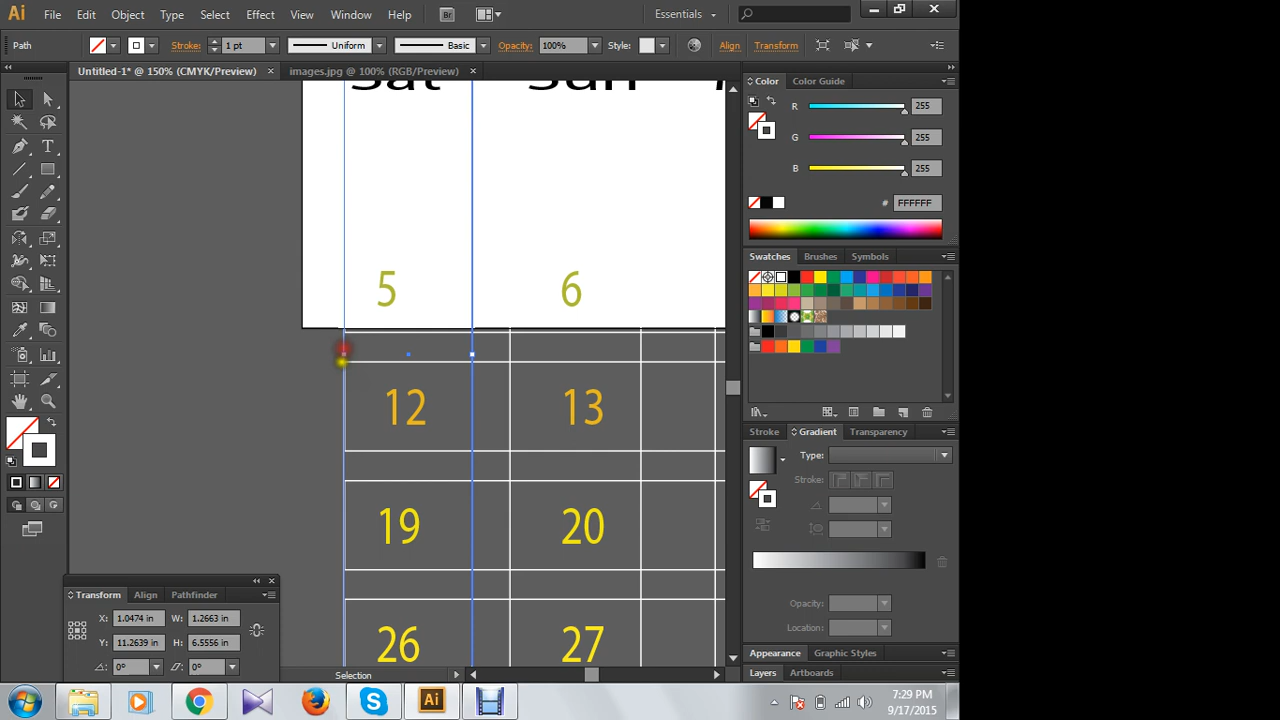 Ai File Edit Object Type Select Effect View Window Help Br Essentials
Path Stroke: 1 pt Uniform Basic Opacity: 100% Style: Align Transform
Untitled-1* @ 150% (CMYK/Preview) × images.jpg @ 100% (RGB/Preview) ×
Sat Sun
5 6
12 13
19 20
26 27
Color Color Guide
R 255
G 255
B 255
# FFFFFF
Swatches Brushes Symbols
Stroke Gradient Transparency
Type:
Stroke:
Opacity:
Location:
Appearance Graphic Styles
Layers Artboards
Transform Align Pathfinder
X: 1.0474 in W: 1.2663 in
Y: 11.2639 in H: 6.5556 in
0° 0°
Selection
Ai
7:29 PM
9/17/2015